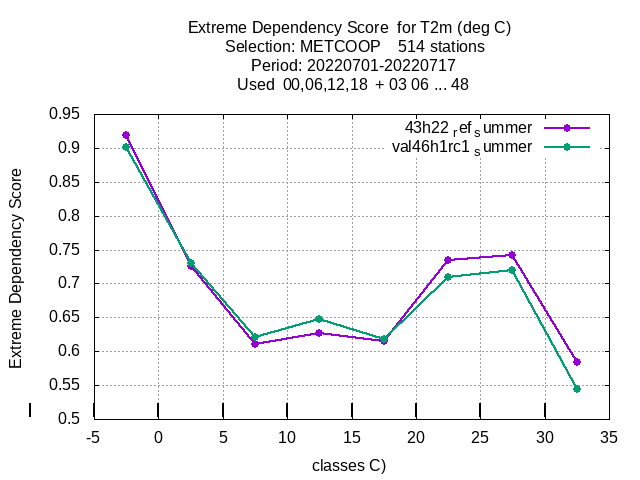 Extreme Dependency Score for T2m (deg C)
Selection: METCOOP 514 stations
Period: 20220701-20220717
Used 00,06,12,18 + 03 06 ... 48
43h22 ref summer
val46h1rc1 summer
Extreme Dependency Score
0.95
0.9
0.85
0.8
0.75
0.7
0.65
0.6
0.55
0.5
-5 0 5 10 15 20 25 30 35
classes C)